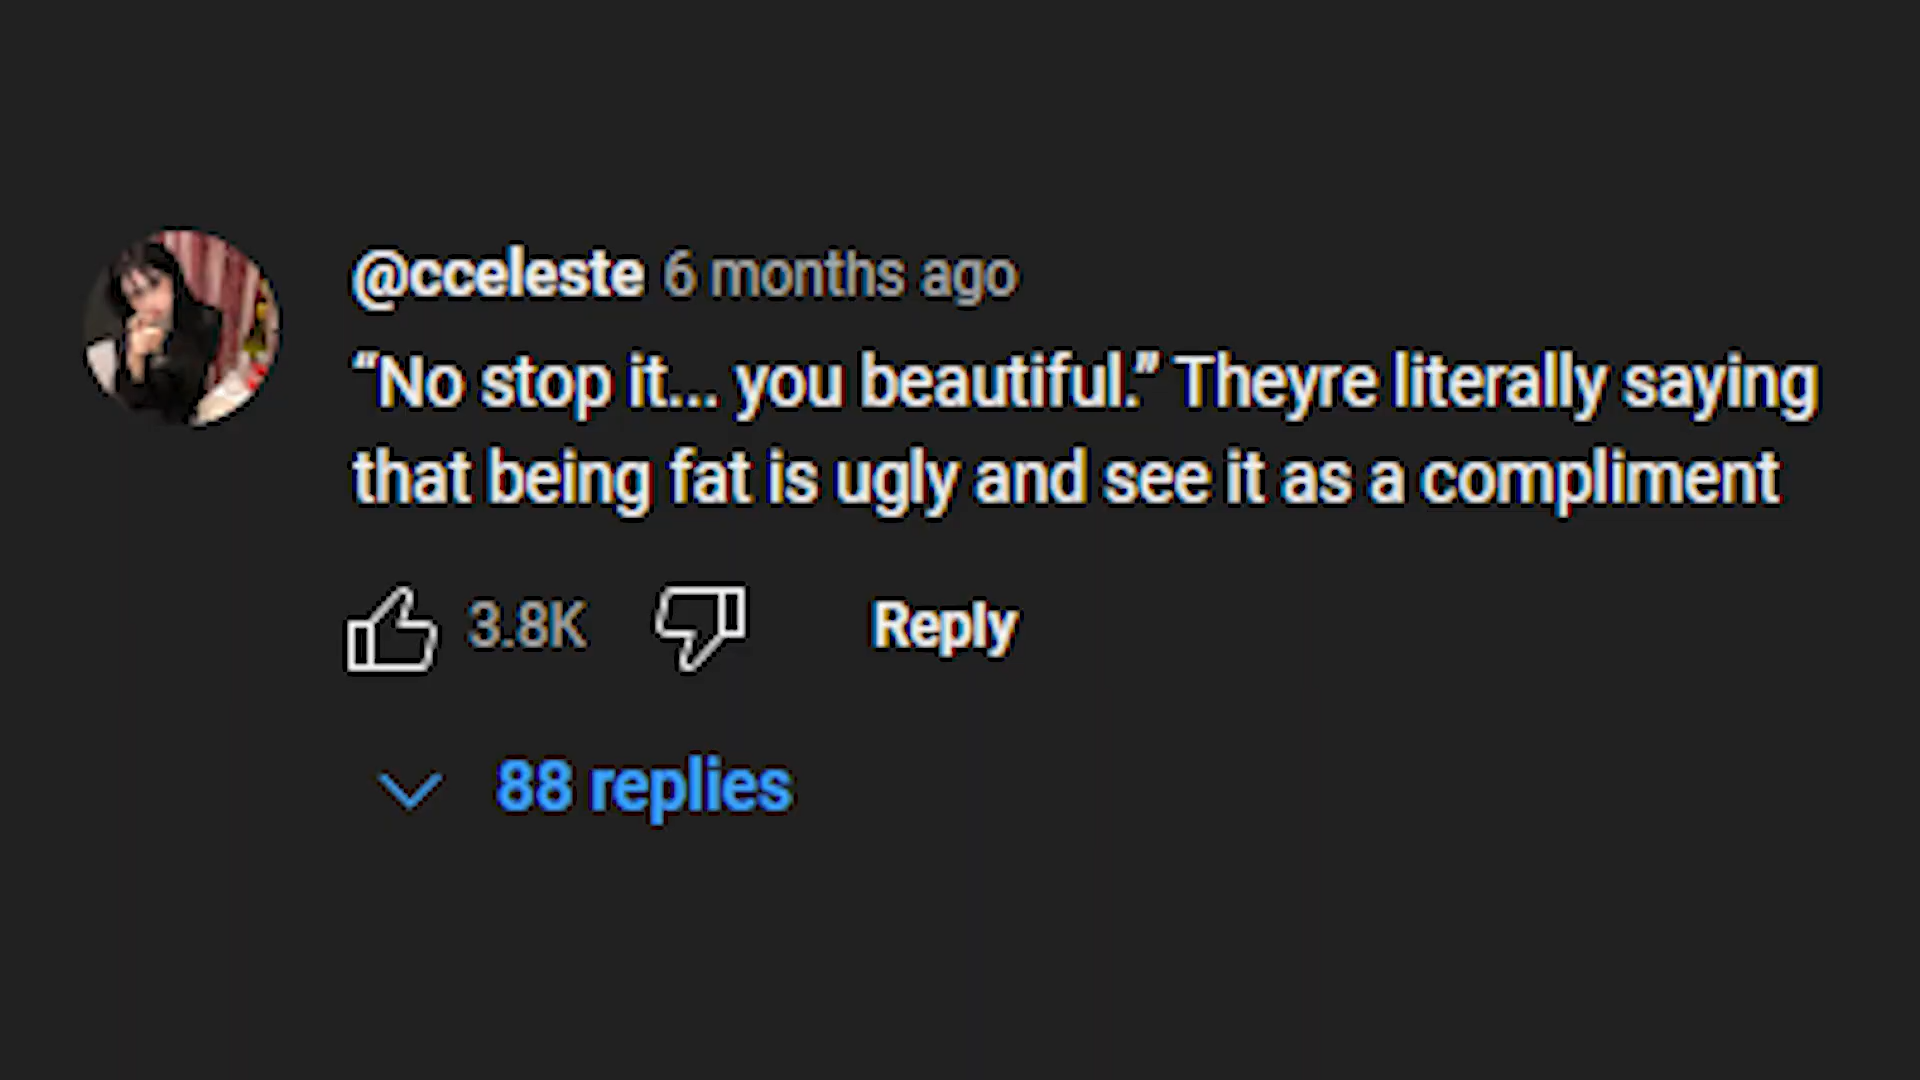 @cceleste 6 months ago
“No stop it... you beautiful.” Theyre literally saying
that being fat is ugly and see it as a compliment
3.8K Reply
88 replies